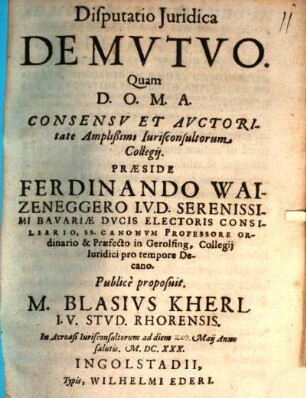 11
Disputatio Juridica
DE MVTVO.
Quam
D. O. M. A.
CONSENSV ET AVCTORI-
tate Amplißimi Iurisconsultorum
Collegij.
PRÆSIDE
FERDINANDO WAI-
ZENEGGERO I.V.D. SERENISSI-
MI BAVARIÆ DVCIS ELECTORIS CONSI-
LIARIO, SS. CANONVM PROFESSORE OR-
dinario & Præfecto in Gerolfing, Collegij
Iuridici pro tempore De-
cano.
Publicè proposuit.
M. BLASIVS KHERL
I.V. STVD. RHORENSIS.
In Acroasi Iurisconsultorum ad diem Maij Anno
salutis. M. DC. XXX.
INGOLSTADII,
Typis, WILHELMI EDERI.